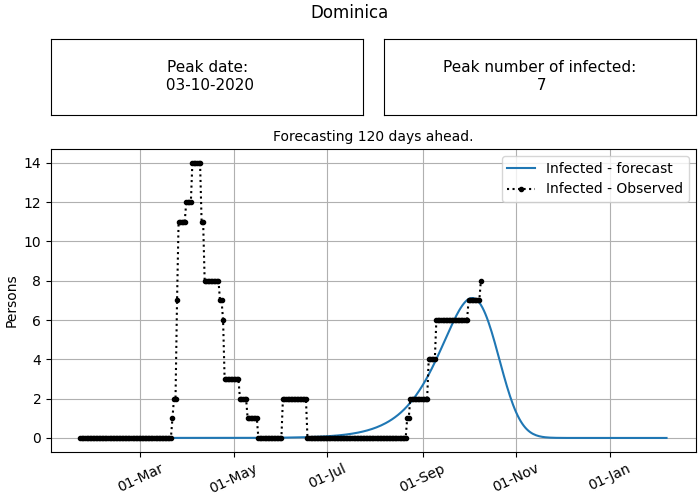 Dominica
Peak date:
03-10-2020
Peak number of infected:
7
Forecasting 120 days ahead.
Infected - forecast
Infected - Observed
Persons
14
12
10
8
6
4
2
0
01-Mar
01-May
01-Jul
01-Sep
01-Nov
01-Jan